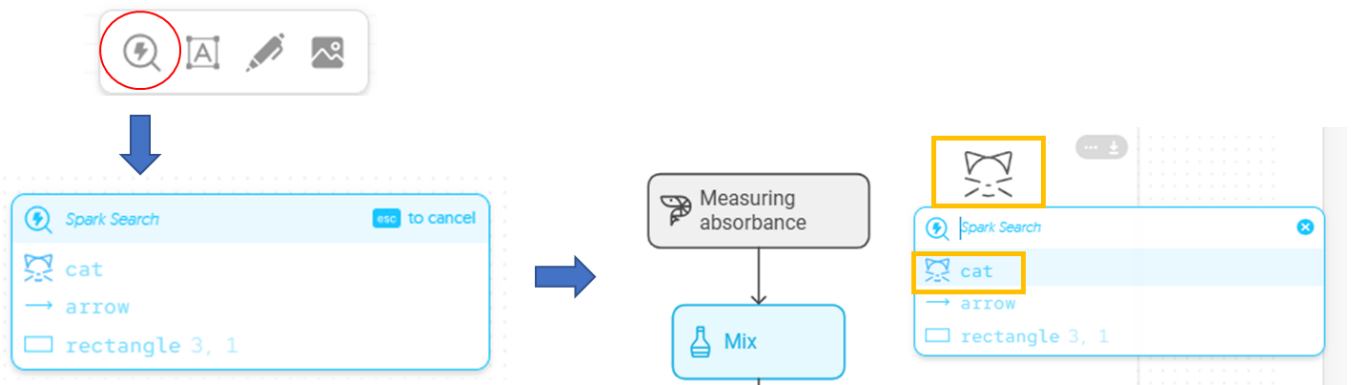 A
Spark Search
esc to cancel
cat
arrow
rectangle 3, 1
Measuring
absorbance
Mix
Spark Search
cat
arrow
rectangle 3, 1